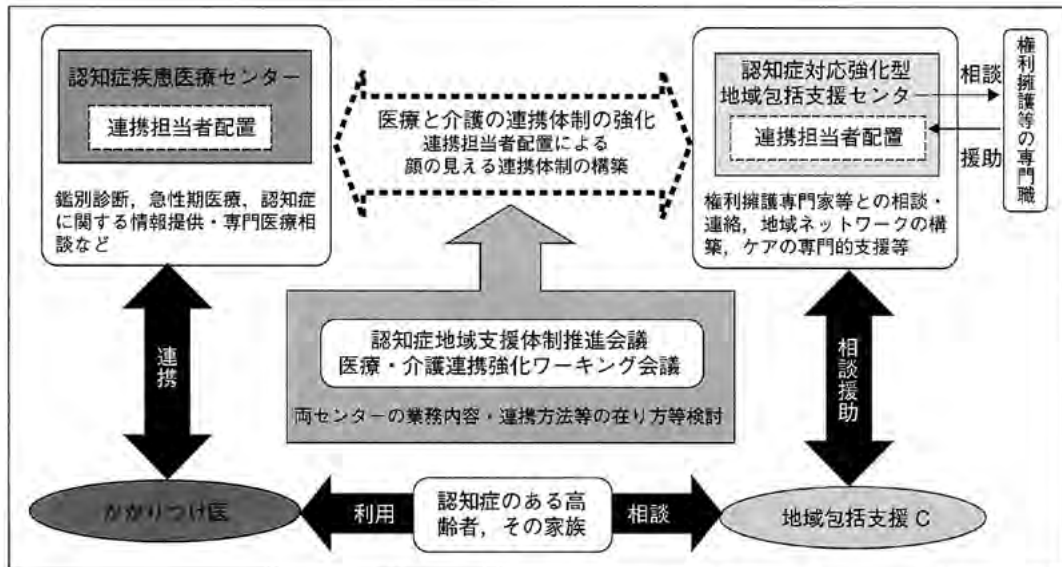 認知症疾患医療センター
連携担当者配置
鑑別診断，急性期医療、認知症
に関する情報提供・専門医療相
談など
医療と介護の連携体制の強化
連携担当者配置による
顔の見える連携体制の構築
認知症対応強化型
地域包括支援センター
連携担当者配置
権利擁護専門家等との相談・
連絡，地域ネットワークの構
築，ケアの専門的支援等
相談
援助
権利擁護等の専門職
認知症地域支援体制推進会議
医療・介護連携強化ワーキング会議
両センターの業務内容・連携方法等の在り方等検討
連携
相談援助
かかりつけ医
利用
認知症のある高
齢者，その家族
相談
地域包括支援 C